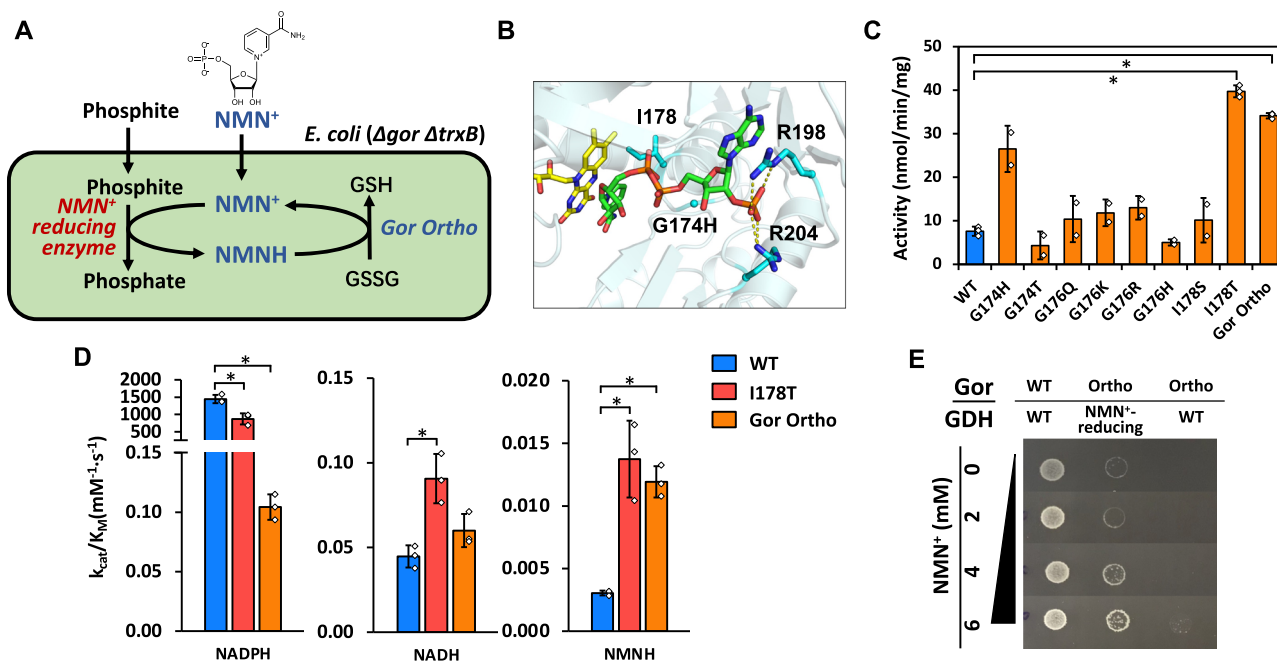 A
O
NH₂
O⁻
O=P-O
O⁻
N⁺
O
OH OH
Phosphite
NMN⁺
E. coli (Δgor ΔtrxB)
Phosphite
GSH
NMN⁺
reducing
enzyme
NMN⁺
Gor Ortho
NMNH
Phosphate
GSSG
B
I178
R198
G174H
R204
C
Activity (nmol/min/mg)
50
40
30
20
10
0
*
*
WT
G174H
G174T
G176Q
G176K
G176R
G176H
I178S
I178T
Gor Ortho
D
kcat/KM(mM⁻¹·s⁻¹)
2000
1500
1000
500
0.15
0.10
0.05
0.00
*
*
NADPH
0.15
0.10
0.05
0.00
*
NADH
0.020
0.015
0.010
0.005
0.000
*
*
NMNH
WT
I178T
Gor Ortho
E
Gor WT Ortho Ortho
GDH WT NMN⁺-reducing WT
NMN⁺ (mM)
0
2
4
6